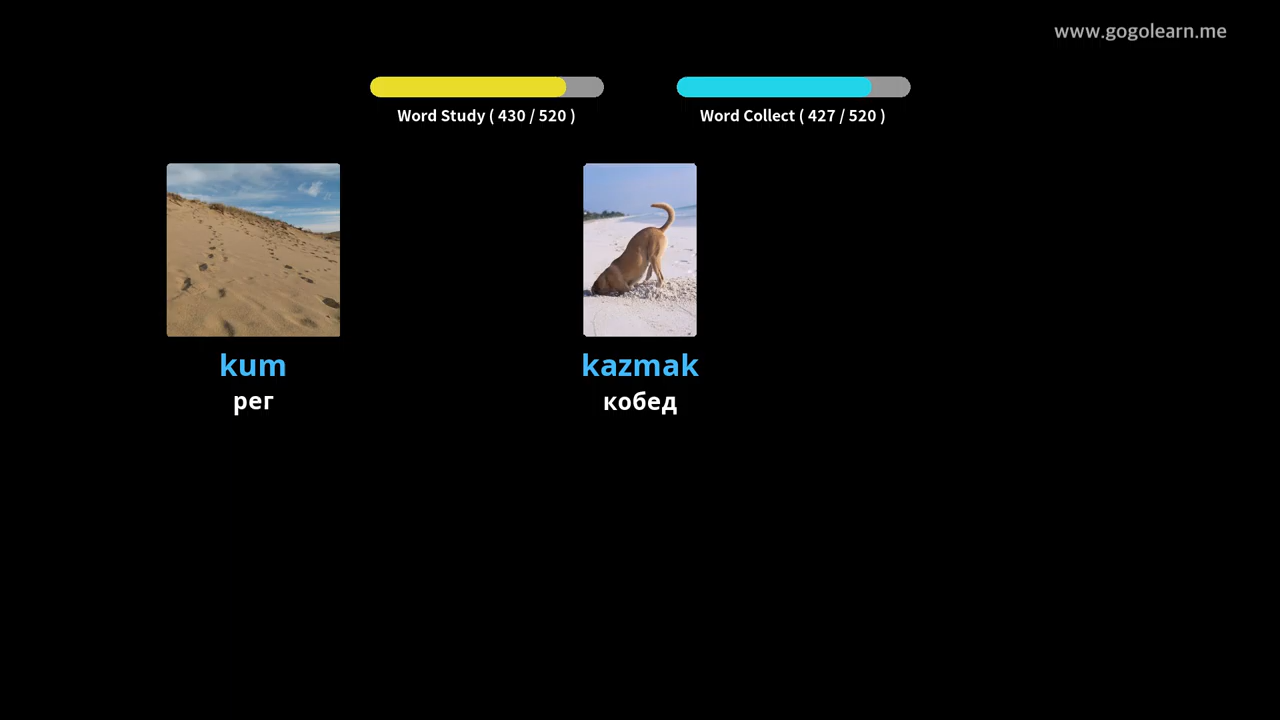 www.gogolearn.me
Word Study ( 430 / 520 )
Word Collect ( 427 / 520 )
kum
рег
kazmak
кобед